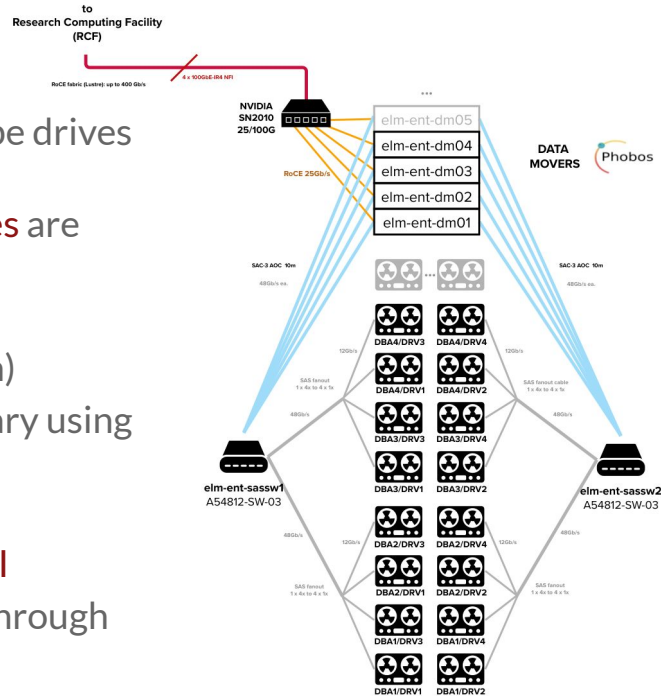 to
Research Computing Facility
(RCF)
4 x 100GbE-IR4 NFI
RoCE fabric (Lustre): up to 400 Gb/s
NVIDIA
SN2010
25/100G
RoCE 25Gb/s
...
elm-ent-dm05
elm-ent-dm04
elm-ent-dm03
elm-ent-dm02
elm-ent-dm01
DATA
MOVERS
Phobos
pe drives
es are
n)
ary using
l
through
SAC-3 AOC 10m
48Gb/s ea.
SAC-3 AOC 10m
48Gb/s ea.
...
DBA4/DRV3 DBA4/DRV4
12Gb/s
12Gb/s
DBA4/DRV1 DBA4/DRV2
SAS fanout
1 x 4x to 4 x 1x
SAS fanout cable
1 x 4x to 4 x 1x
DBA3/DRV3 DBA3/DRV4
48Gb/s
48Gb/s
DBA3/DRV1 DBA3/DRV2
elm-ent-sassw1
A54812-SW-03
elm-ent-sassw2
A54812-SW-03
48Gb/s
48Gb/s
DBA2/DRV3 DBA2/DRV4
12Gb/s
12Gb/s
DBA2/DRV1 DBA2/DRV2
SAS fanout
1 x 4x to 4 x 1x
SAS fanout
1 x 4x to 4 x 1x
DBA1/DRV3 DBA1/DRV4
DBA1/DRV1 DBA1/DRV2